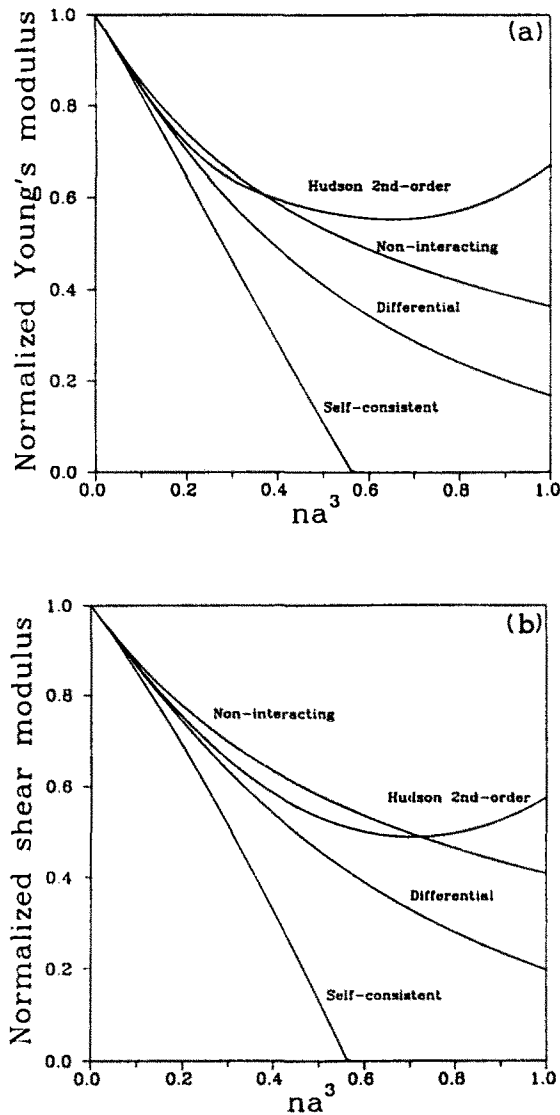 (a)
Normalized Young's modulus
1.0
0.8
0.6
0.4
0.2
0.0
Hudson 2nd-order
Non-interacting
Differential
Self-consistent
0.0 0.2 0.4 0.6 0.8 1.0
na³
(b)
Normalized shear modulus
1.0
0.8
0.6
0.4
0.2
0.0
Non-interacting
Hudson 2nd-order
Differential
Self-consistent
0.0 0.2 0.4 0.6 0.8 1.0
na³